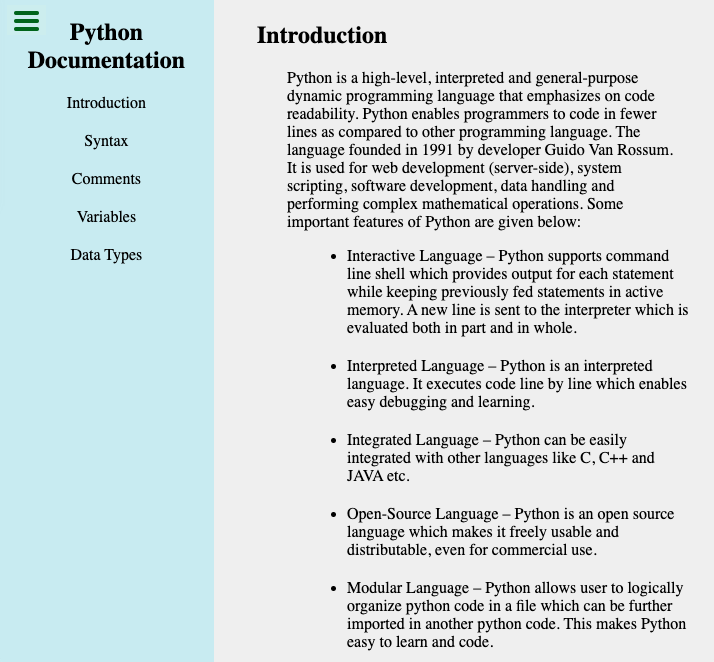 Python
Documentation
Introduction
Syntax
Comments
Variables
Data Types
Introduction
Python is a high-level, interpreted and general-purpose
dynamic programming language that emphasizes on code
readability. Python enables programmers to code in fewer
lines as compared to other programming language. The
language founded in 1991 by developer Guido Van Rossum.
It is used for web development (server-side), system
scripting, software development, data handling and
performing complex mathematical operations. Some
important features of Python are given below:
• Interactive Language – Python supports command
line shell which provides output for each statement
while keeping previously fed statements in active
memory. A new line is sent to the interpreter which is
evaluated both in part and in whole.
• Interpreted Language – Python is an interpreted
language. It executes code line by line which enables
easy debugging and learning.
• Integrated Language – Python can be easily
integrated with other languages like C, C++ and
JAVA etc.
• Open-Source Language – Python is an open source
language which makes it freely usable and
distributable, even for commercial use.
• Modular Language – Python allows user to logically
organize python code in a file which can be further
imported in another python code. This makes Python
easy to learn and code.